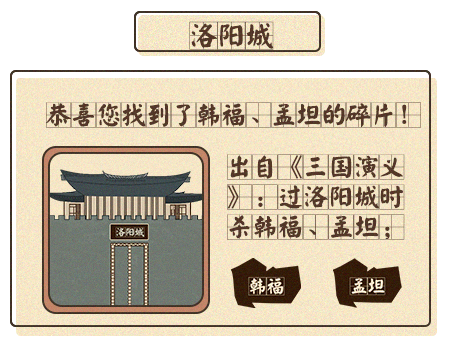 洛阳城
恭喜您找到了韩福、孟坦的碎片！
洛阳城
出自《三国演义
》：过洛阳城时
杀韩福、孟坦；
韩福
孟坦